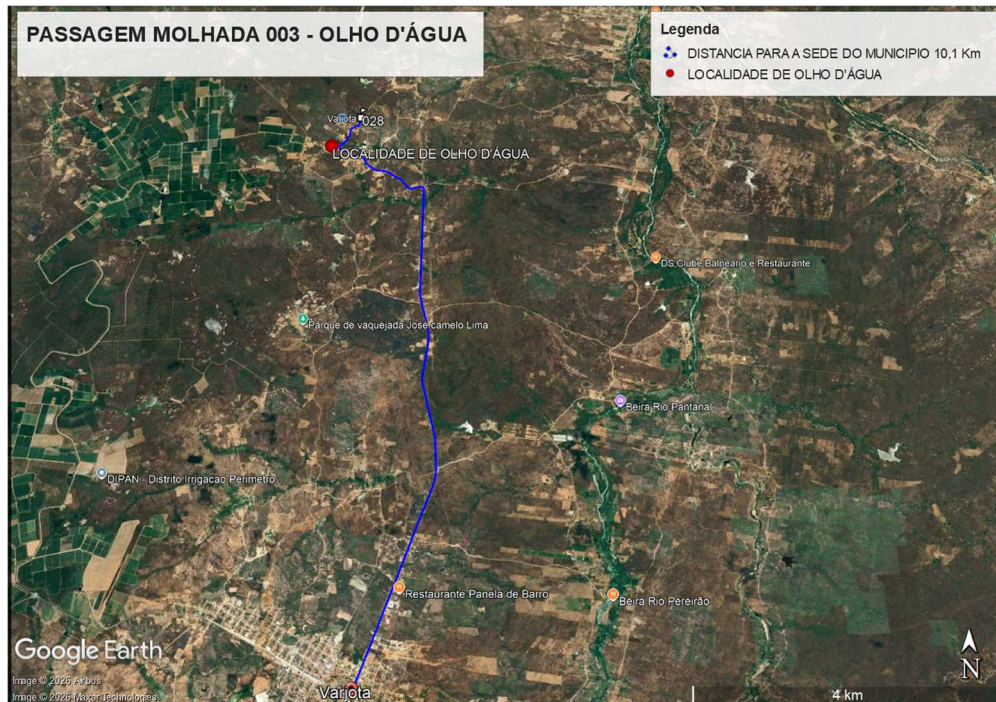 PASSAGEM MOLHADA 003 - OLHO D'ÁGUA
Legenda
DISTANCIA PARA A SEDE DO MUNICIPIO 10,1 Km
LOCALIDADE DE OLHO D'ÁGUA
Varjota
028
LOCALIDADE DE OLHO D'ÁGUA
DS Clube Balneário e Restaurante
Parque de vaquejada José camelo Lima
Beira Rio Pantanal
DIPAN - Distrito Irrigacao Perimetro
Restaurante Panela de Barro
Beira Rio Pereirão
Google Earth
N
Image © 2026 Airbus
Image © 2026 Maxar Technologies
Varjota
4 km